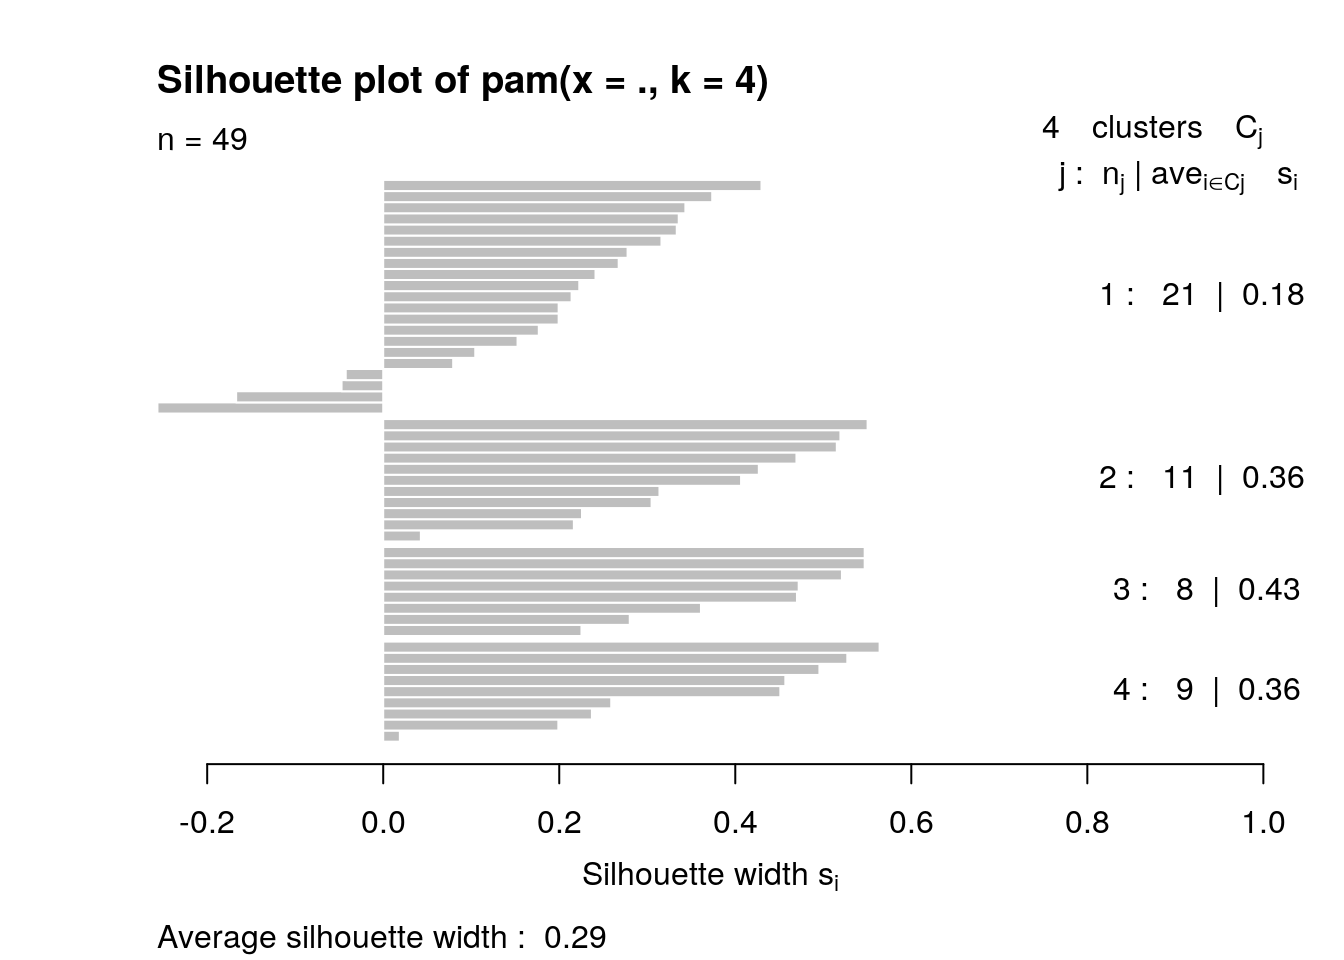 Silhouette plot of pam(x = ., k = 4)
n = 49
4 clusters Cj
j : nj | avei∈Cj si
1 : 21 | 0.18
2 : 11 | 0.36
3 : 8 | 0.43
4 : 9 | 0.36
-0.2 0.0 0.2 0.4 0.6 0.8 1.0
Silhouette width si
Average silhouette width : 0.29